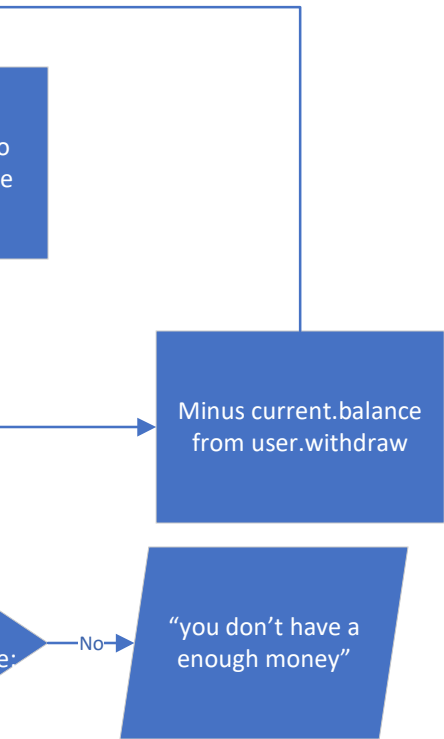 Minus current.balance
from user.withdraw
No
“you don’t have a
enough money”